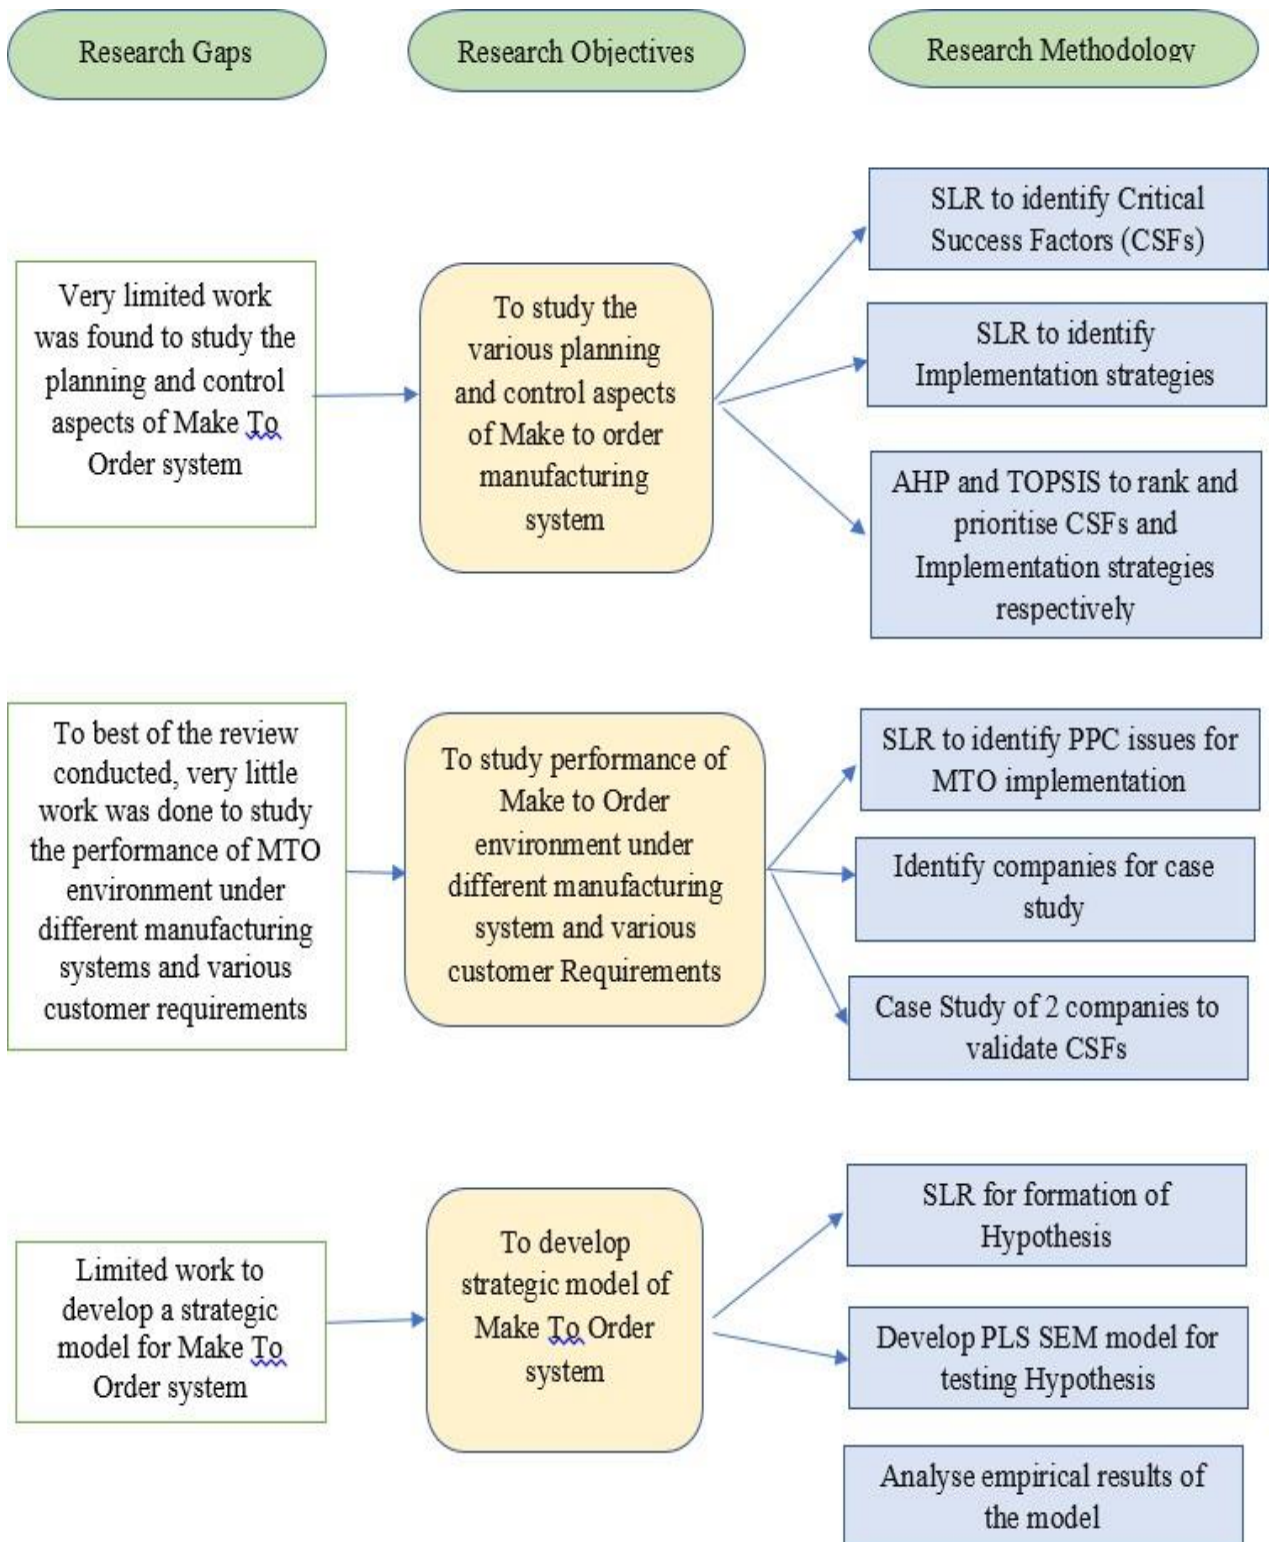 Research Gaps
Research Objectives
Research Methodology
Very limited work
was found to study the
planning and control
aspects of Make To
Order system
To study the
various planning
and control aspects
of Make to order
manufacturing
system
SLR to identify Critical
Success Factors (CSFs)
SLR to identify
Implementation strategies
AHP and TOPSIS to rank and
prioritise CSFs and
Implementation strategies
respectively
To best of the review
conducted, very little
work was done to study
the performance of MTO
environment under
different manufacturing
systems and various
customer requirements
To study performance of
Make to Order
environment under
different manufacturing
system and various
customer Requirements
SLR to identify PPC issues for
MTO implementation
Identify companies for case
study
Case Study of 2 companies to
validate CSFs
Limited work to
develop a strategic
model for Make To
Order system
To develop
strategic model of
Make To Order
system
SLR for formation of
Hypothesis
Develop PLS SEM model for
testing Hypothesis
Analyse empirical results of
the model